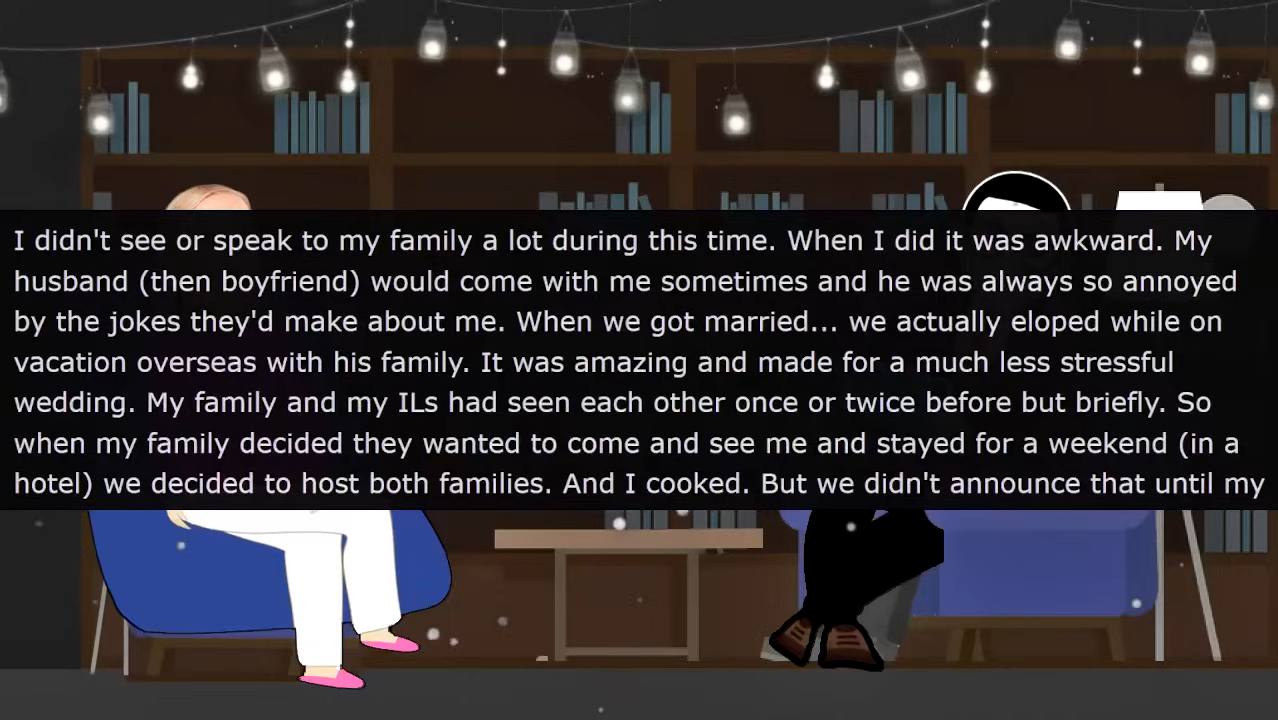 I didn't see or speak to my family a lot during this time. When I did it was awkward. My
husband (then boyfriend) would come with me sometimes and he was always so annoyed
by the jokes they'd make about me. When we got married... we actually eloped while on
vacation overseas with his family. It was amazing and made for a much less stressful
wedding. My family and my ILs had seen each other once or twice before but briefly. So
when my family decided they wanted to come and see me and stayed for a weekend (in a
hotel) we decided to host both families. And I cooked. But we didn't announce that until my